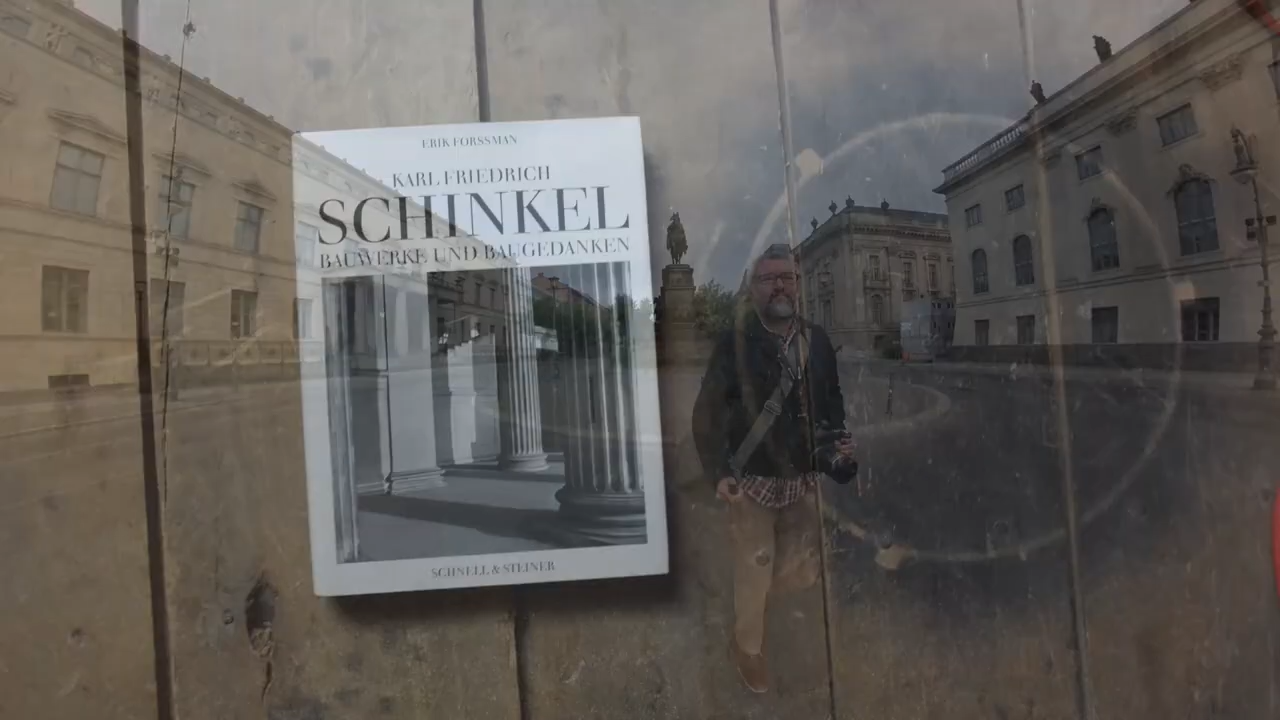 ERIK FORSSMAN
KARL FRIEDRICH
SCHINKEL
BAUWERKE UND BAUGEDANKEN
SCHNELL & STEINER